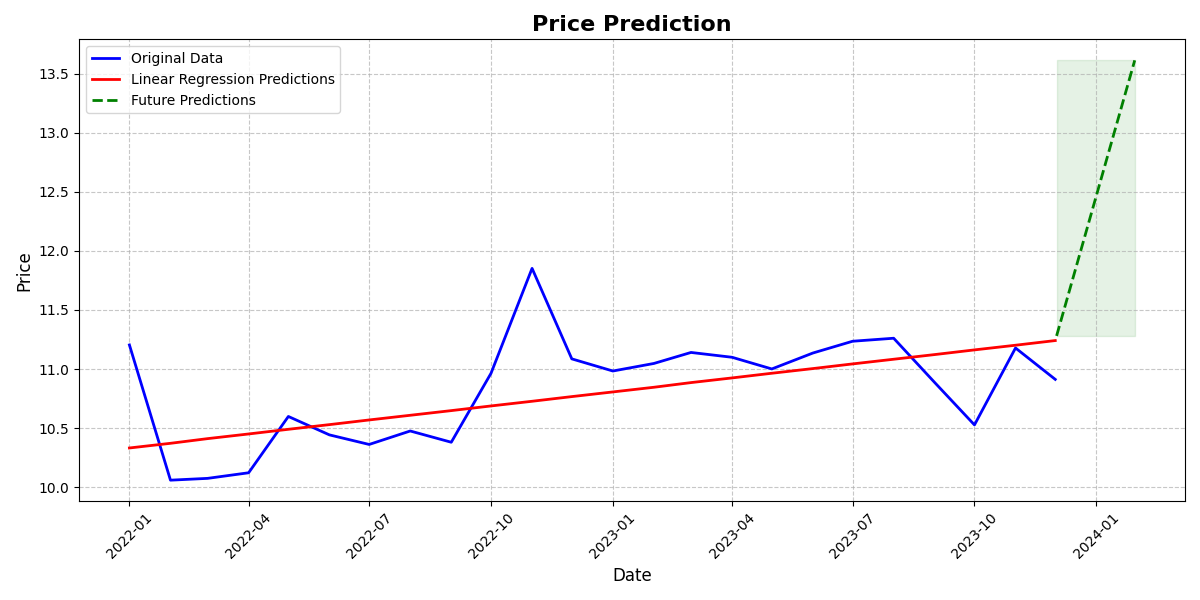 Price Prediction
Original Data
Linear Regression Predictions
Future Predictions
Price
13.5
13.0
12.5
12.0
11.5
11.0
10.5
10.0
2022-01
2022-04
2022-07
2022-10
2023-01
2023-04
2023-07
2023-10
2024-01
Date